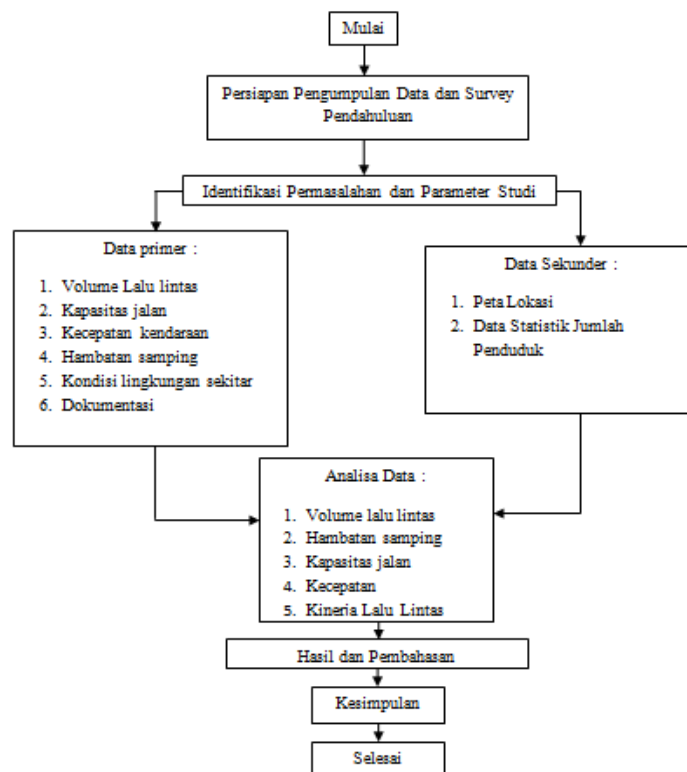 Mulai
Persiapan Pengumpulan Data dan Survey
Pendahuluan
Identifikasi Permasalahan dan Parameter Studi
Data primer :
1. Volume Lalu lintas
2. Kapasitas jalan
3. Kecepatan kendaraan
4. Hambatan samping
5. Kondisi lingkungan sekitar
6. Dokumentasi
Data Sekunder :
1. Peta Lokasi
2. Data Statistik Jumlah
Penduduk
Analisa Data :
1. Volume lalu lintas
2. Hambatan samping
3. Kapasitas jalan
4. Kecepatan
5. Kinerja Lalu Lintas
Hasil dan Pembahasan
Kesimpulan
Selesai